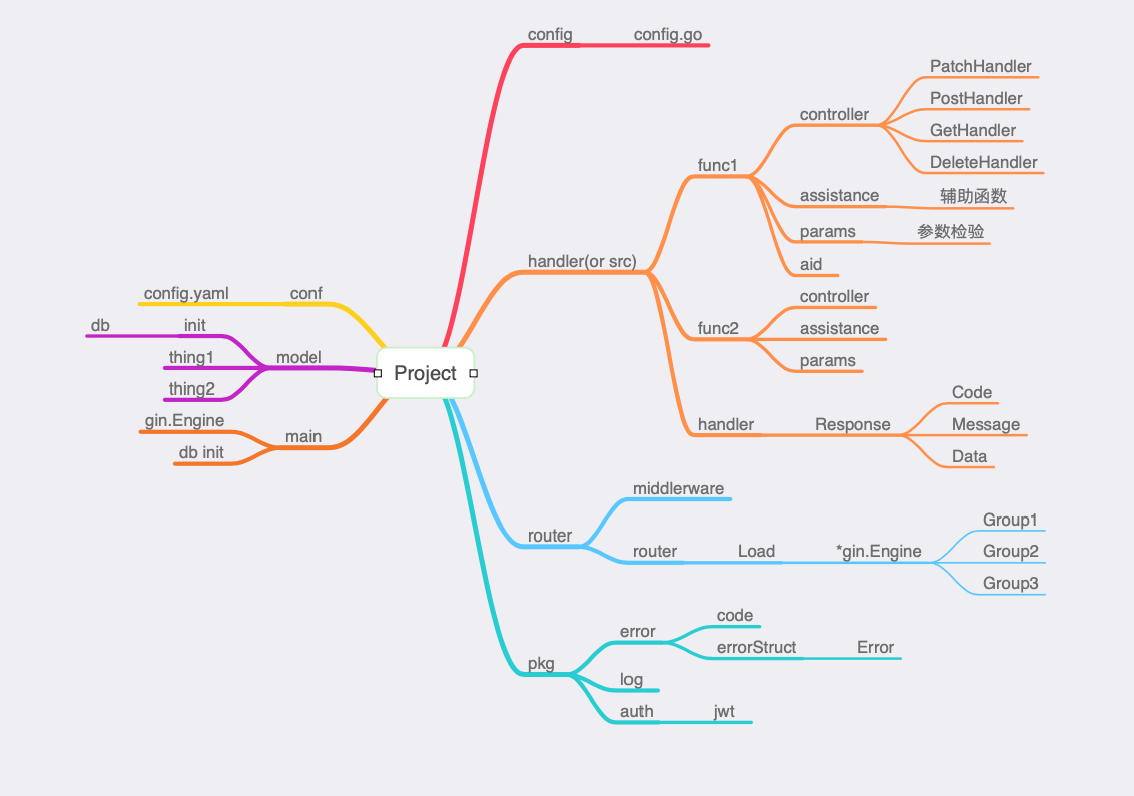 Project
config
config.go
handler(or src)
func1
controller
PatchHandler
PostHandler
GetHandler
DeleteHandler
assistance
辅助函数
params
参数检验
aid
func2
controller
assistance
params
handler
Response
Code
Message
Data
router
middlerware
router
Load
*gin.Engine
Group1
Group2
Group3
pkg
error
code
errorStruct
Error
log
auth
jwt
conf
config.yaml
model
init
db
thing1
thing2
main
gin.Engine
db init